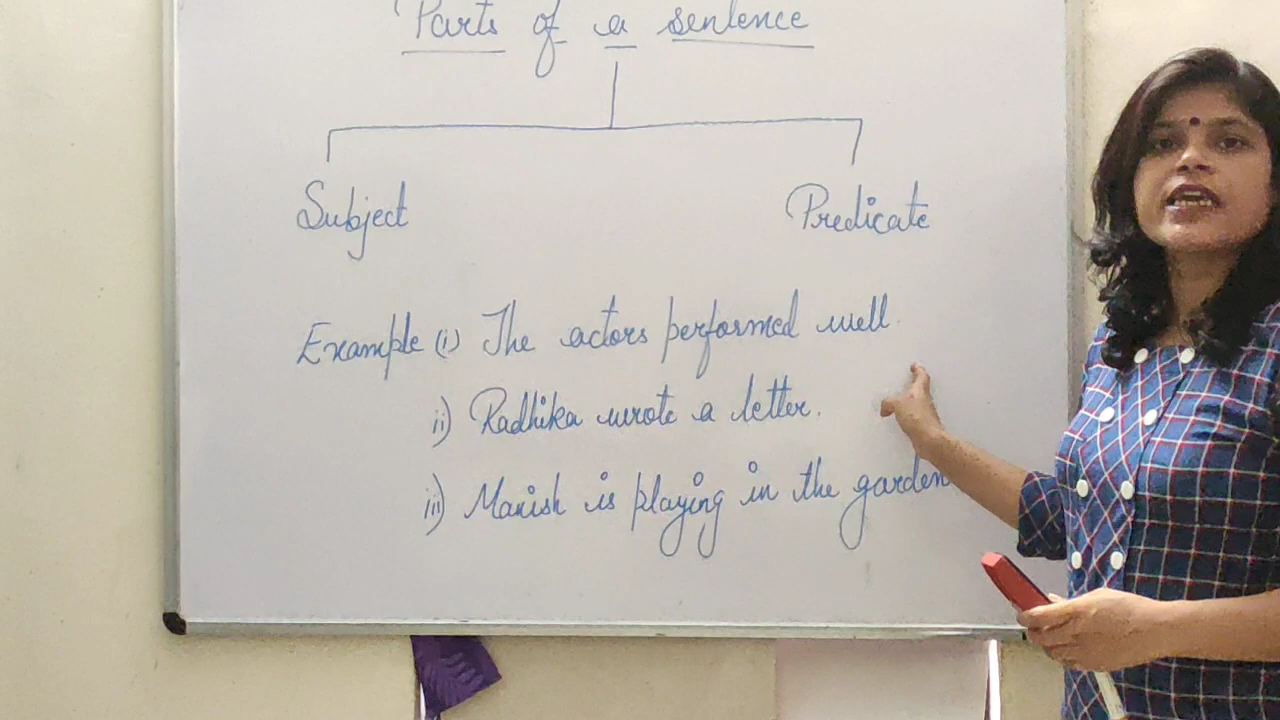 Parts of a sentence
Subject Predicate
Example (i) The actors performed well.
ii) Radhika wrote a letter.
iii) Manish is playing in the garden